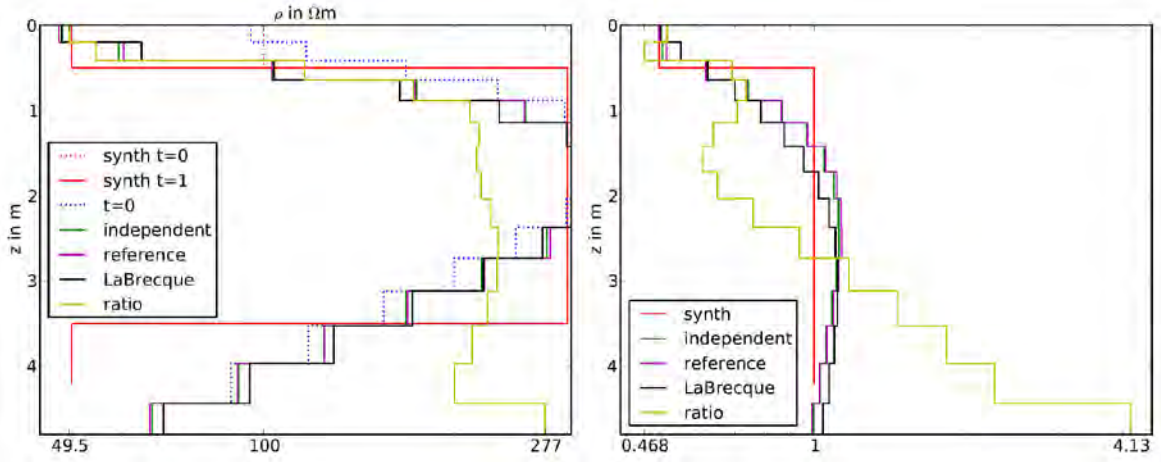 ρ in Ωm
0
1
2
3
4
z in m
synth t=0
synth t=1
t=0
independent
reference
LaBrecque
ratio
49.5
100
277
0
1
2
3
4
z in m
synth
independent
reference
LaBrecque
ratio
0.468
1
4.13